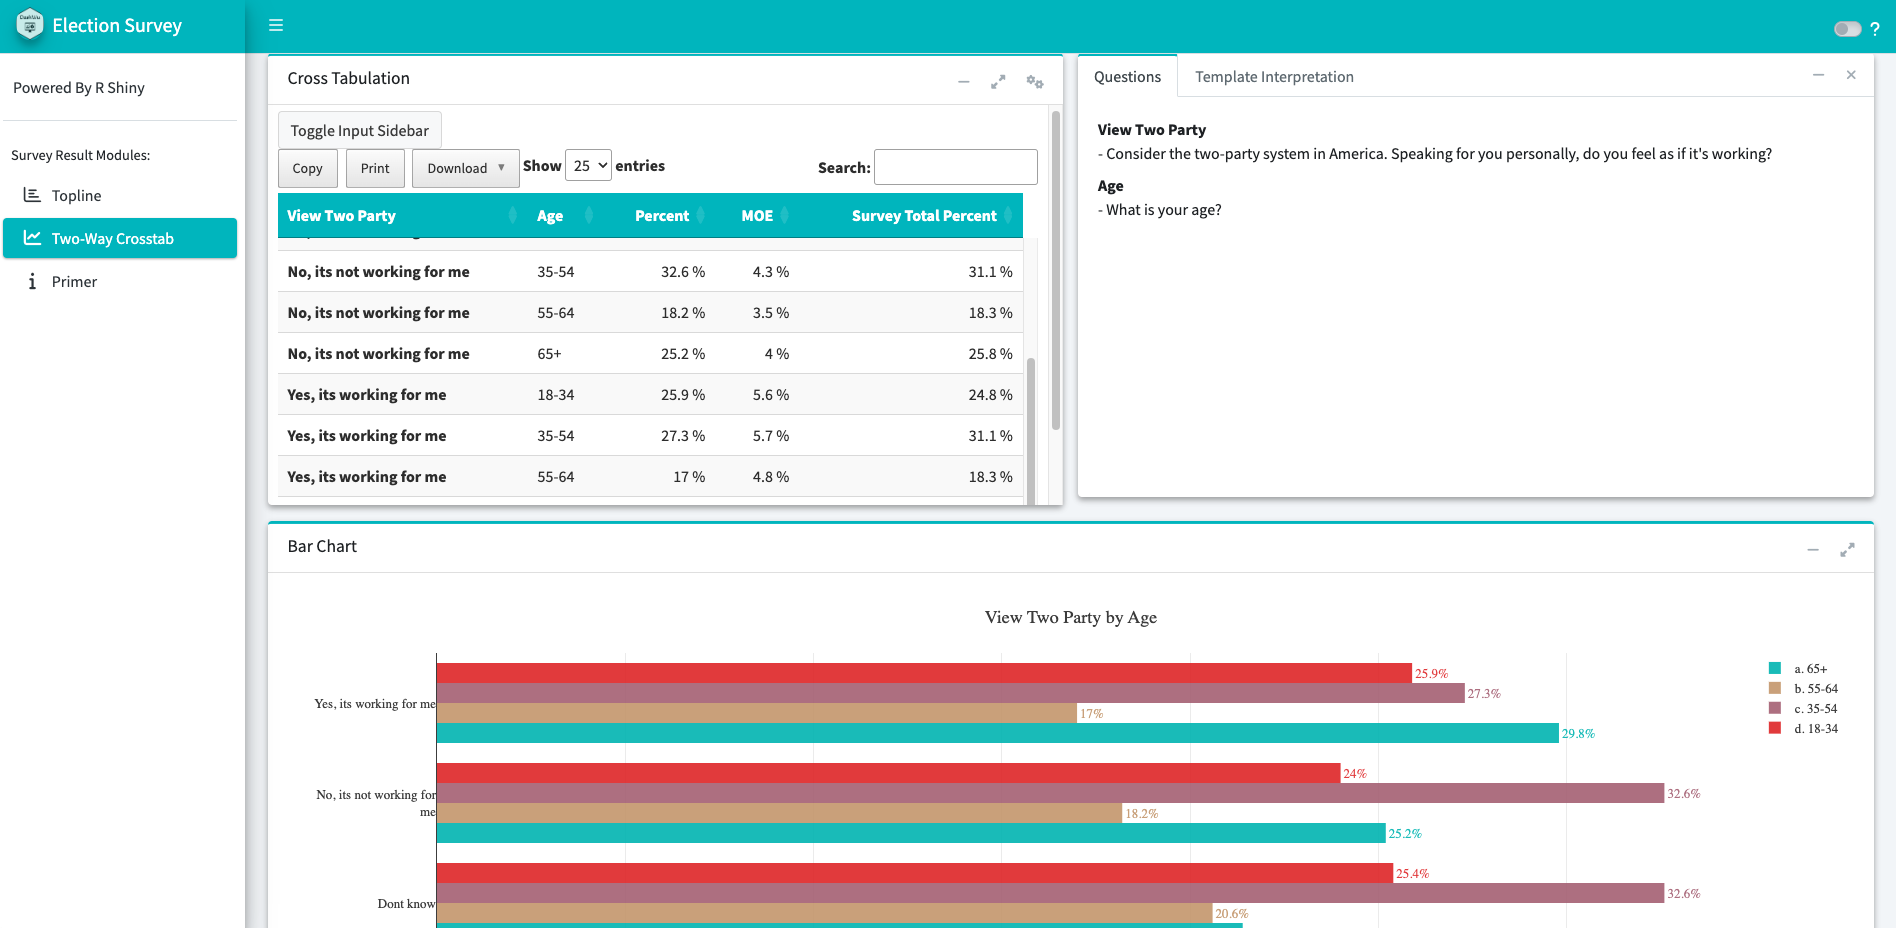 Election Survey
?
Powered By R Shiny
Survey Result Modules:
Topline
Two-Way Crosstab
Primer
Cross Tabulation
Toggle Input Sidebar
Copy
Print
Download ▼
Show 25 entries
Search:
View Two Party Age Percent MOE Survey Total Percent
No, its not working for me 35-54 32.6 % 4.3 % 31.1 %
No, its not working for me 55-64 18.2 % 3.5 % 18.3 %
No, its not working for me 65+ 25.2 % 4 % 25.8 %
Yes, its working for me 18-34 25.9 % 5.6 % 24.8 %
Yes, its working for me 35-54 27.3 % 5.7 % 31.1 %
Yes, its working for me 55-64 17 % 4.8 % 18.3 %
Questions
Template Interpretation
View Two Party
- Consider the two-party system in America. Speaking for you personally, do you feel as if it's working?
Age
- What is your age?
Bar Chart
View Two Party by Age
Yes, its working for me
25.9%
27.3%
17%
29.8%
No, its not working for
me
24%
32.6%
18.2%
25.2%
Dont know
25.4%
32.6%
20.6%
a. 65+
b. 55-64
c. 35-54
d. 18-34